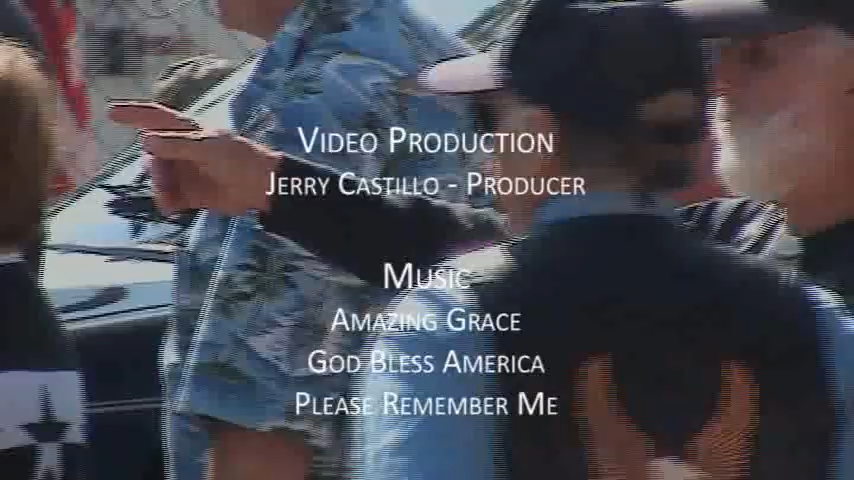 Video Production
Jerry Castillo - Producer
Music
Amazing Grace
God Bless America
Please Remember Me